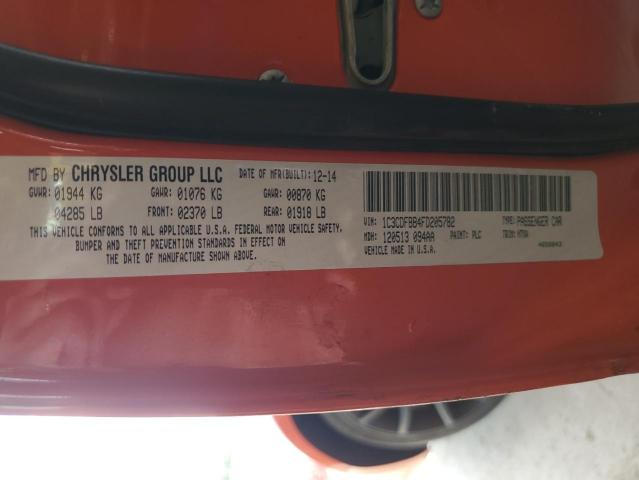 MFD BY CHRYSLER GROUP LLC DATE OF MFR(BUILT): 12-14
GVWR: 01944 KG GAWR: 01076 KG GAWR: 00870 KG
04285 LB FRONT: 02370 LB REAR: 01918 LB
THIS VEHICLE CONFORMS TO ALL APPLICABLE U.S.A. FEDERAL MOTOR VEHICLE SAFETY,
BUMPER AND THEFT PREVENTION STANDARDS IN EFFECT ON
THE DATE OF MANUFACTURE SHOWN ABOVE.
VIN: 1C3CDFBB4FD205782 TYPE: PASSENGER CAR
MDH: 120513 094AA PAINT: PLC TRIM:
VEHICLE MADE IN U.S.A.